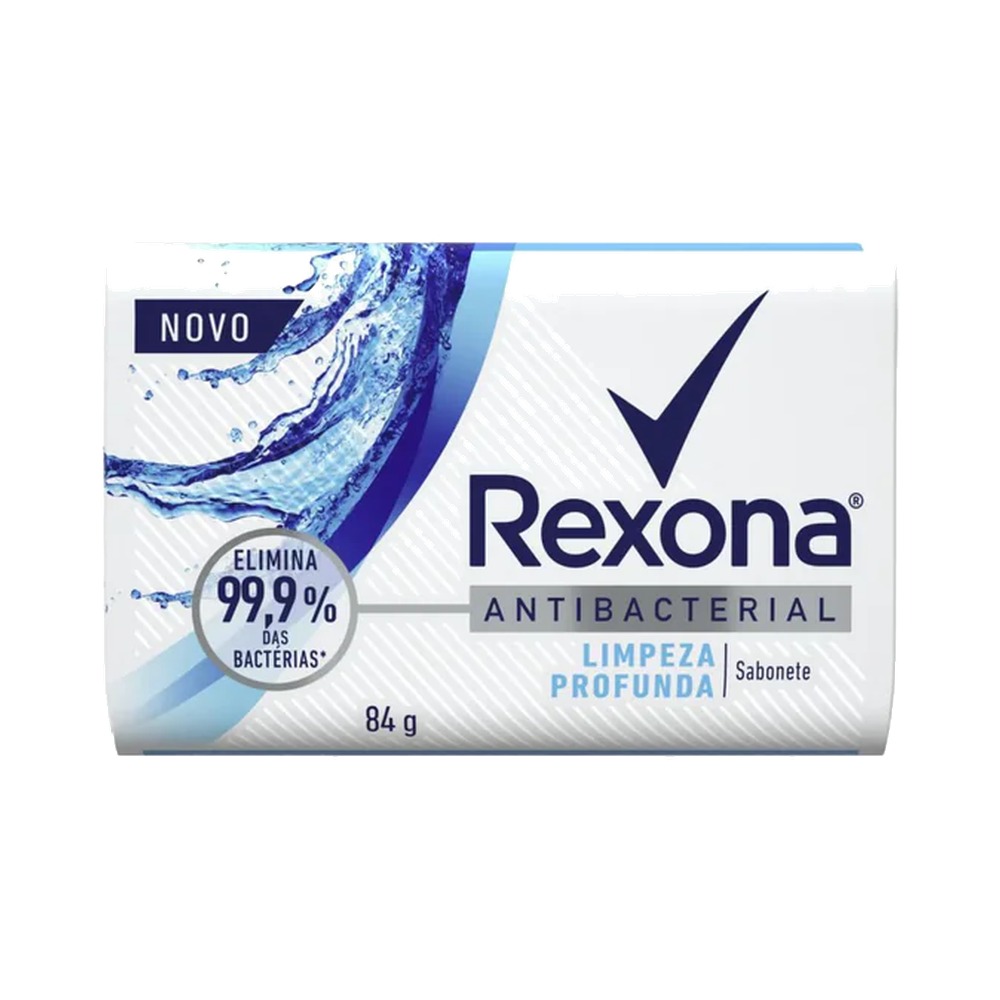 NOVO
Rexona®
ANTIBACTERIAL
ELIMINA
99,9%
DAS
BACTÉRIAS*
LIMPEZA
PROFUNDA
Sabonete
84 g